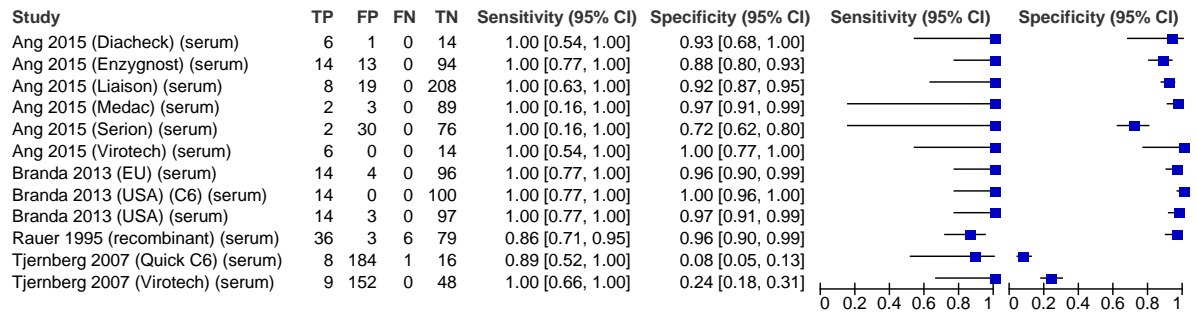 Study TP FP FN TN Sensitivity (95% CI) Specificity (95% CI) Sensitivity (95% CI) Specificity (95% CI)
Ang 2015 (Diacheck) (serum) 6 1 0 14 1.00 [0.54, 1.00] 0.93 [0.68, 1.00]
Ang 2015 (Enzygnost) (serum) 14 13 0 94 1.00 [0.77, 1.00] 0.88 [0.80, 0.93]
Ang 2015 (Liaison) (serum) 8 19 0 208 1.00 [0.63, 1.00] 0.92 [0.87, 0.95]
Ang 2015 (Medac) (serum) 2 3 0 89 1.00 [0.16, 1.00] 0.97 [0.91, 0.99]
Ang 2015 (Serion) (serum) 2 30 0 76 1.00 [0.16, 1.00] 0.72 [0.62, 0.80]
Ang 2015 (Virotech) (serum) 6 0 0 14 1.00 [0.54, 1.00] 1.00 [0.77, 1.00]
Branda 2013 (EU) (serum) 14 4 0 96 1.00 [0.77, 1.00] 0.96 [0.90, 0.99]
Branda 2013 (USA) (C6) (serum) 14 0 0 100 1.00 [0.77, 1.00] 1.00 [0.96, 1.00]
Branda 2013 (USA) (serum) 14 3 0 97 1.00 [0.77, 1.00] 0.97 [0.91, 0.99]
Rauer 1995 (recombinant) (serum) 36 3 6 79 0.86 [0.71, 0.95] 0.96 [0.90, 0.99]
Tjernberg 2007 (Quick C6) (serum) 8 184 1 16 0.89 [0.52, 1.00] 0.08 [0.05, 0.13]
Tjernberg 2007 (Virotech) (serum) 9 152 0 48 1.00 [0.66, 1.00] 0.24 [0.18, 0.31]
0 0.2 0.4 0.6 0.8 1 0 0.2 0.4 0.6 0.8 1